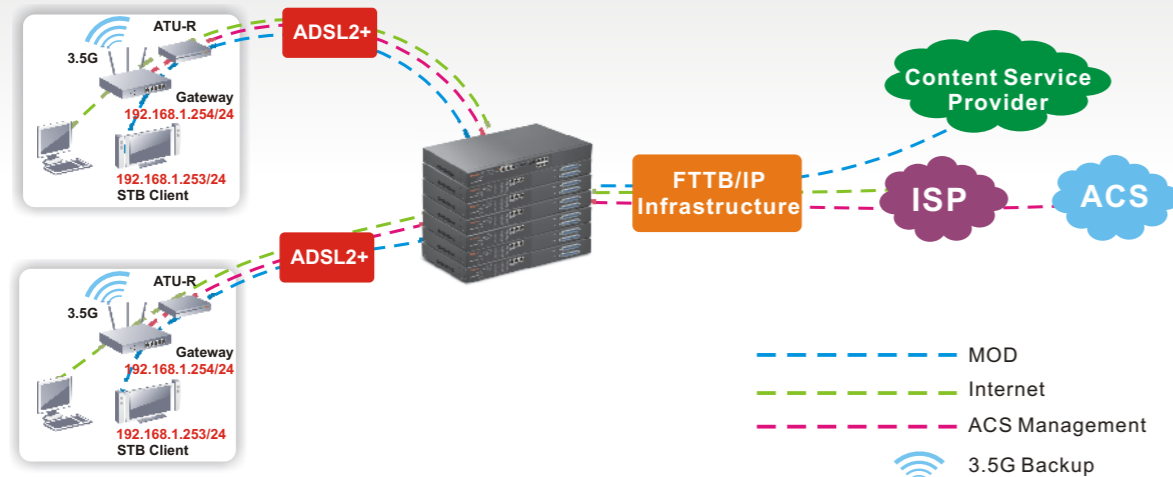 ATU-R
3.5G
Gateway
192.168.1.254/24
192.168.1.253/24
STB Client
ADSL2+
Content Service
Provider
FTTB/IP
Infrastructure
ISP
ACS
ATU-R
3.5G
Gateway
192.168.1.254/24
192.168.1.253/24
STB Client
ADSL2+
MOD
Internet
ACS Management
3.5G Backup